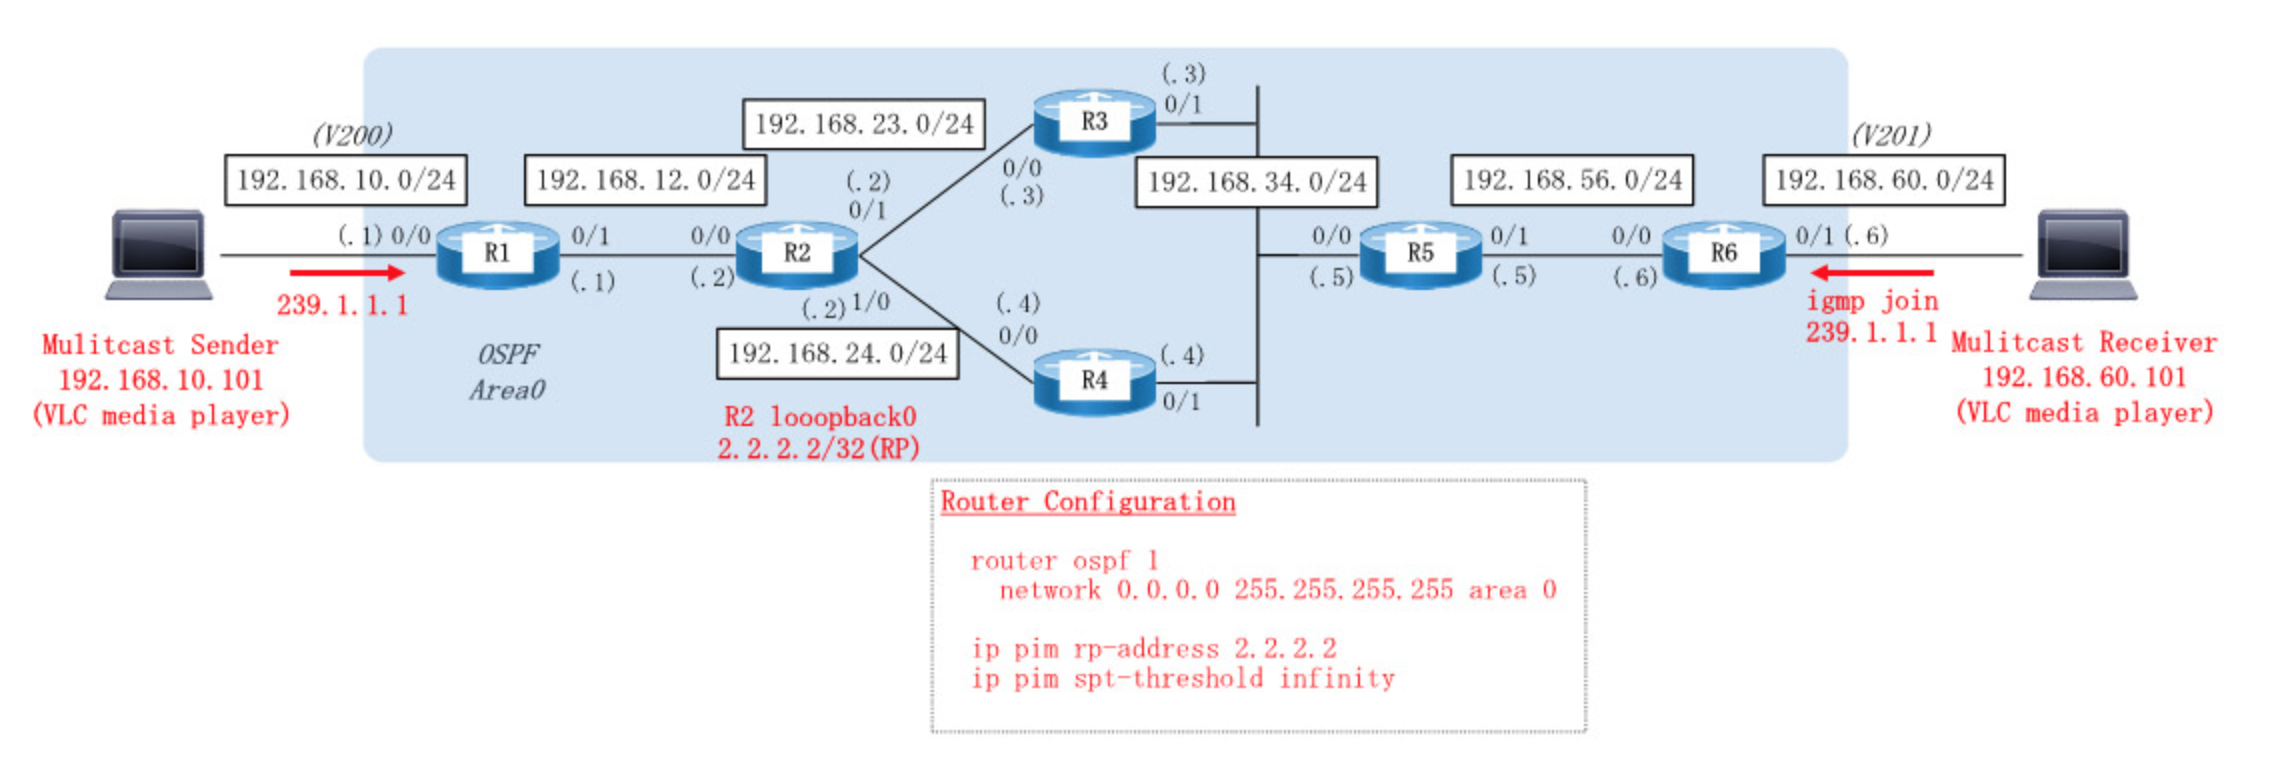 (V200)
192.168.10.0/24
192.168.12.0/24
192.168.23.0/24
(.3)
0/1
R3
0/0
(.3)
(.2)
0/1
192.168.34.0/24
192.168.56.0/24
(V201)
192.168.60.0/24
(.1) 0/0
R1
0/1
(.1)
0/0
(.2)
R2
(.2) 1/0
0/0
(.5)
R5
0/1
(.5)
0/0
(.6)
R6
0/1 (.6)
239.1.1.1
igmp join
239.1.1.1
Mulitcast Sender
192.168.10.101
(VLC media player)
OSPF
Area0
192.168.24.0/24
(.4)
0/0
R4
(.4)
0/1
Mulitcast Receiver
192.168.60.101
(VLC media player)
R2 looopback0
2.2.2.2/32(RP)
Router Configuration
router ospf 1
network 0.0.0.0 255.255.255.255 area 0
ip pim rp-address 2.2.2.2
ip pim spt-threshold infinity